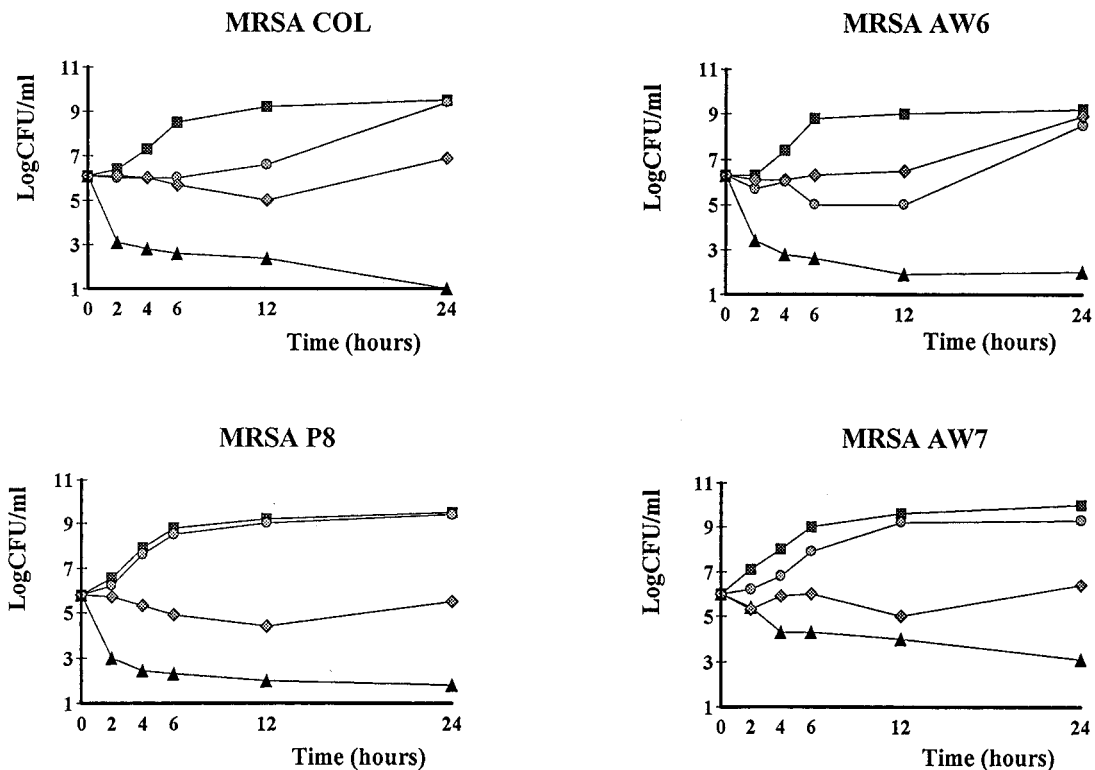 MRSA COL
LogCFU/ml
11
9
7
5
3
1
0 2 4 6 12 24
Time (hours)
MRSA AW6
LogCFU/ml
11
9
7
5
3
1
0 2 4 6 12 24
Time (hours)
MRSA P8
LogCFU/ml
11
9
7
5
3
1
0 2 4 6 12 24
Time (hours)
MRSA AW7
LogCFU/ml
11
9
7
5
3
1
0 2 4 6 12 24
Time (hours)